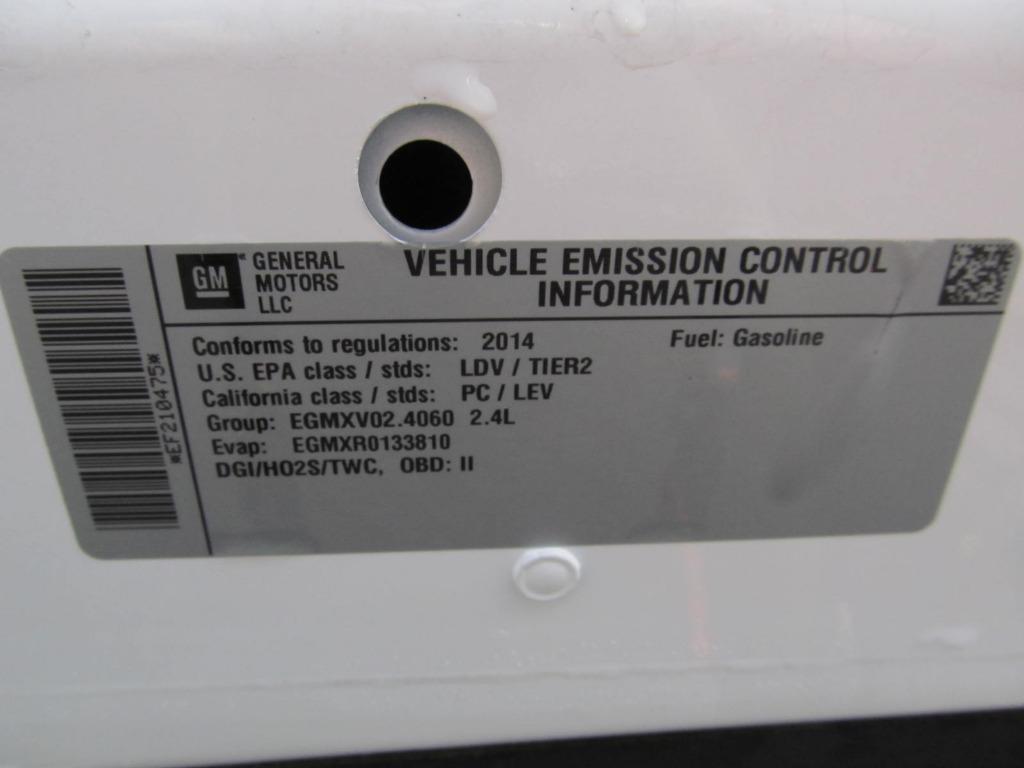 *EF210475*
GM
GENERAL
MOTORS
LLC
VEHICLE EMISSION CONTROL
INFORMATION
Conforms to regulations: 2014 Fuel: Gasoline
U.S. EPA class / stds: LDV / TIER2
California class / stds: PC / LEV
Group: EGMXV02.4060 2.4L
Evap: EGMXR0133810
DGI/HO2S/TWC, OBD: II